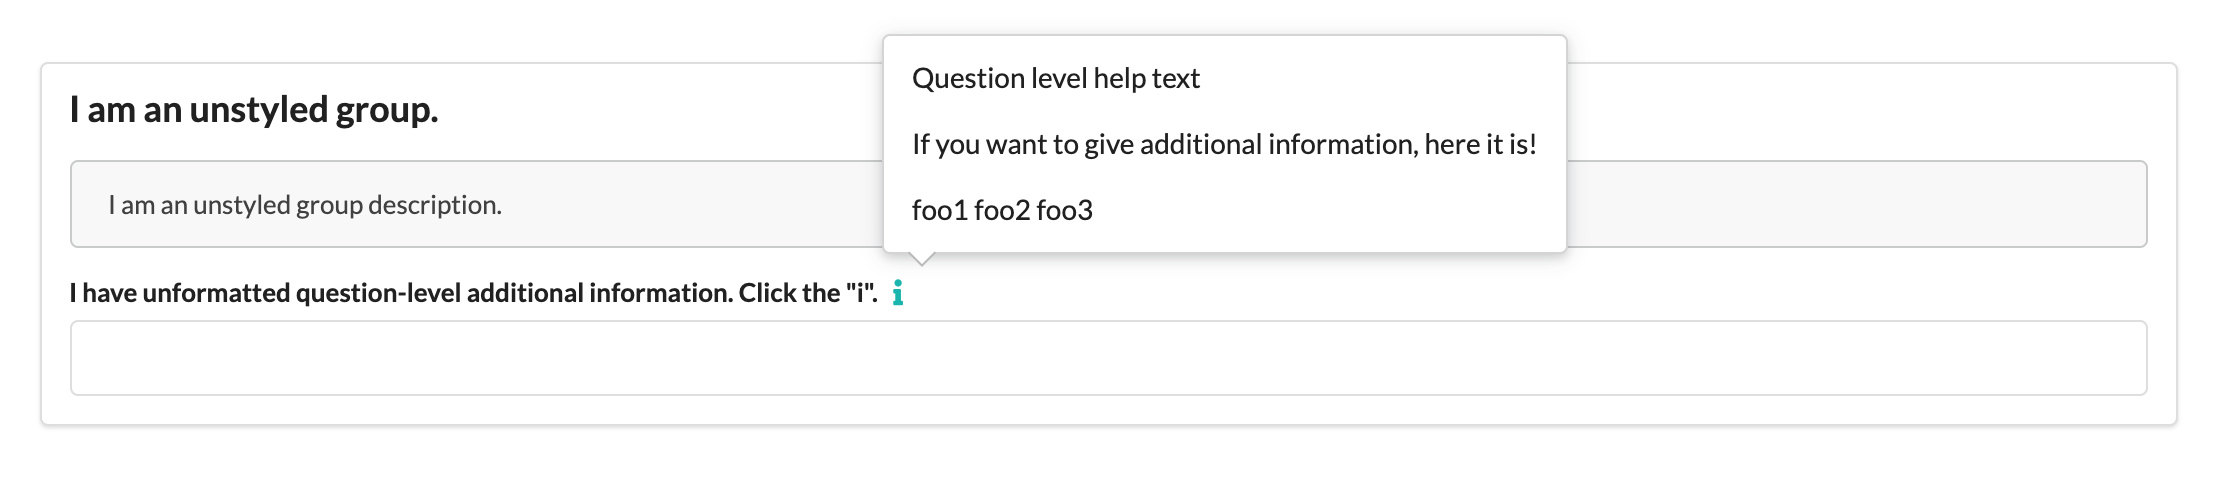 I am an unstyled group.
I am an unstyled group description.
Question level help text
If you want to give additional information, here it is!
foo1 foo2 foo3
I have unformatted question-level additional information. Click the "i". i